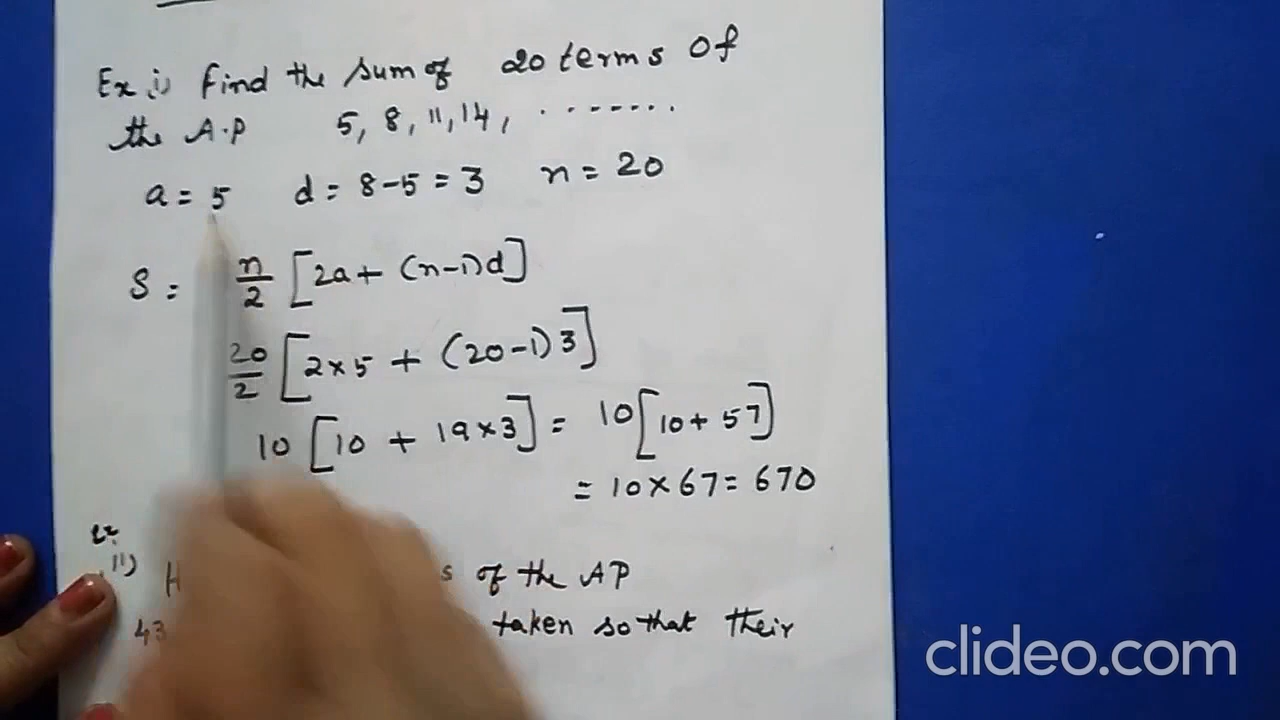 Ex i) Find the sum of 20 terms of
the A.P 5, 8, 11, 14, ........
a = 5 d = 8-5 = 3 n = 20
S = n/2 [2a + (n-1)d]
20/2 [2×5 + (20-1)3]
10 [10 + 19×3] = 10[10 + 57]
= 10×67 = 670
ii) of the AP
43 taken so that their
clideo.com